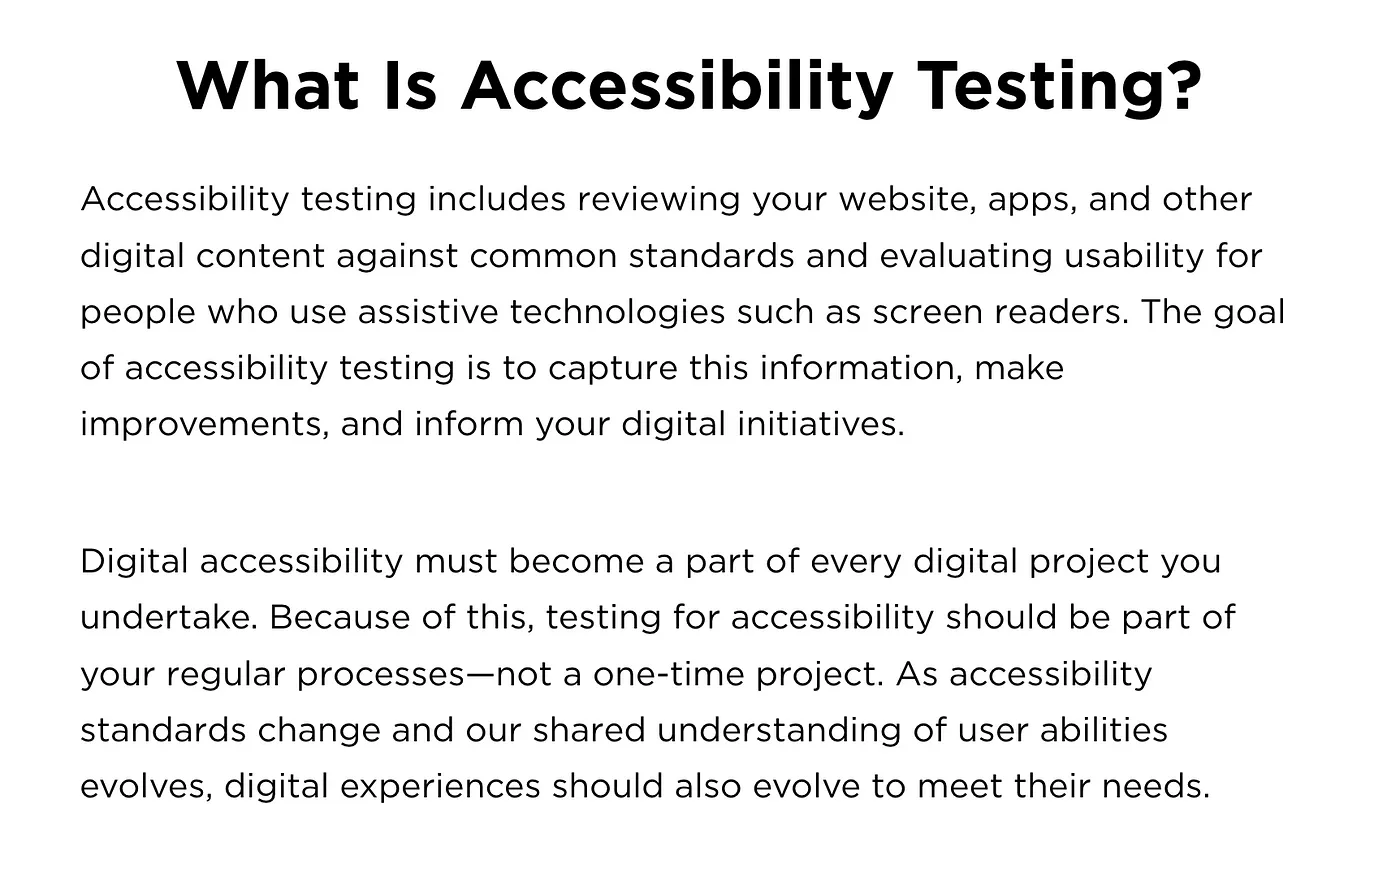 What Is Accessibility Testing?
Accessibility testing includes reviewing your website, apps, and other
digital content against common standards and evaluating usability for
people who use assistive technologies such as screen readers. The goal
of accessibility testing is to capture this information, make
improvements, and inform your digital initiatives.
Digital accessibility must become a part of every digital project you
undertake. Because of this, testing for accessibility should be part of
your regular processes—not a one-time project. As accessibility
standards change and our shared understanding of user abilities
evolves, digital experiences should also evolve to meet their needs.